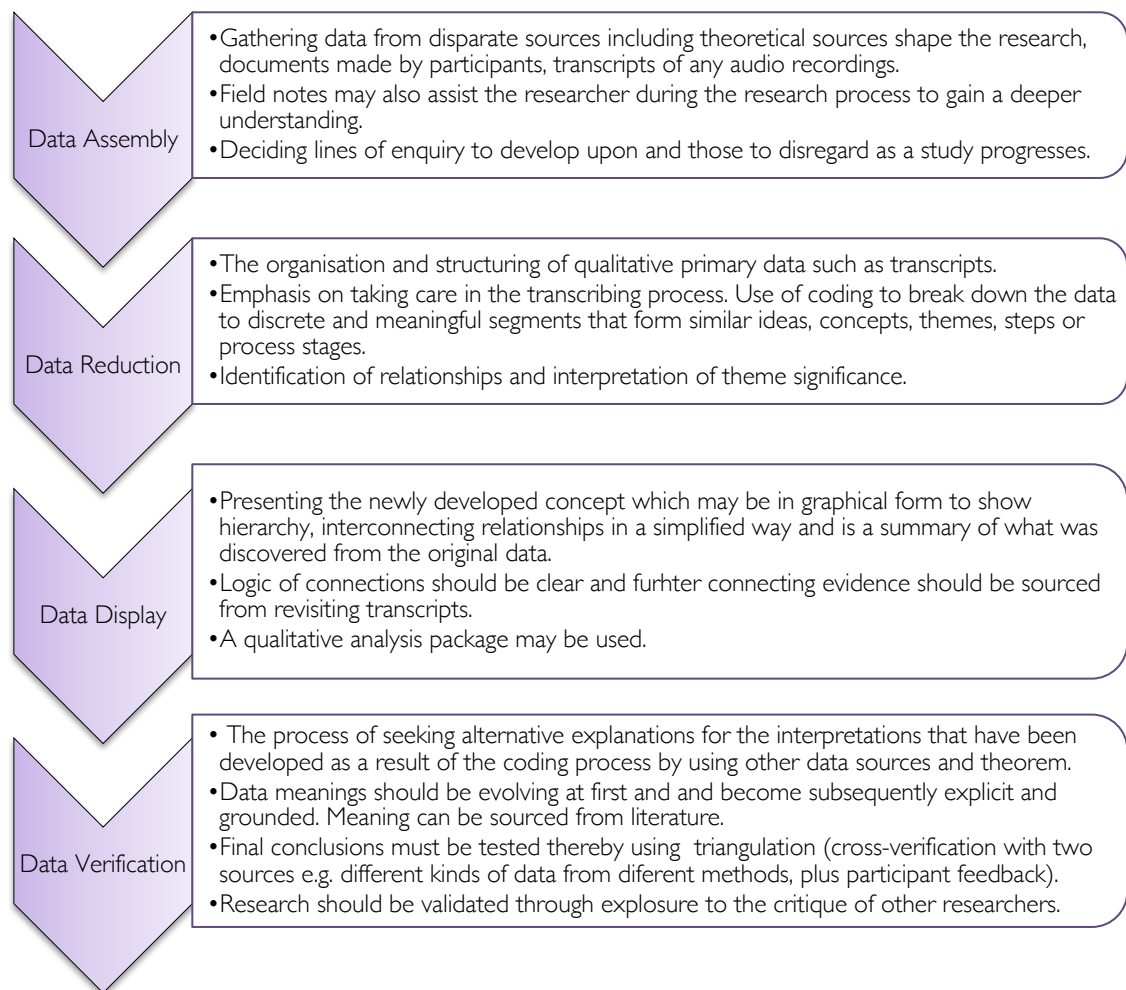 Data Assembly
•Gathering data from disparate sources including theoretical sources shape the research,
documents made by participants, transcripts of any audio recordings.
•Field notes may also assist the researcher during the research process to gain a deeper
understanding.
•Deciding lines of enquiry to develop upon and those to disregard as a study progresses.
Data Reduction
•The organisation and structuring of qualitative primary data such as transcripts.
•Emphasis on taking care in the transcribing process. Use of coding to break down the data
to discrete and meaningful segments that form similar ideas, concepts, themes, steps or
process stages.
•Identification of relationships and interpretation of theme significance.
Data Display
•Presenting the newly developed concept which may be in graphical form to show
hierarchy, interconnecting relationships in a simplified way and is a summary of what was
discovered from the original data.
•Logic of connections should be clear and furhter connecting evidence should be sourced
from revisiting transcripts.
•A qualitative analysis package may be used.
Data Verification
• The process of seeking alternative explanations for the interpretations that have been
developed as a result of the coding process by using other data sources and theorem.
•Data meanings should be evolving at first and and become subsequently explicit and
grounded. Meaning can be sourced from literature.
•Final conclusions must be tested thereby using triangulation (cross-verification with two
sources e.g. different kinds of data from diferent methods, plus participant feedback).
•Research should be validated through explosure to the critique of other researchers.